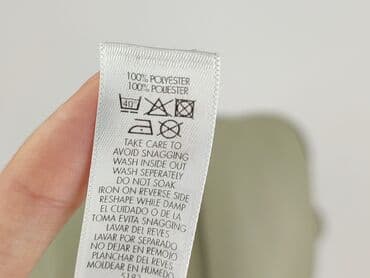 100% POLYESTER
100% POLIESTER
40°
TAKE CARE TO
AVOID SNAGGING
WASH INSIDE OUT
WASH SEPERATELY
DO NOT SOAK
IRON ON REVERSE SIDE
RESHAPE WHILE DAMP
EL CUIDADO O DE LA
TOMA EVITA SNAGGING
LAVAR DEL REVES
LAVAR POR SEPARADO
NO DEJAR EN REMOJO
PLANCHAR DEL REVES
MOLDEAR EN HUMEDO